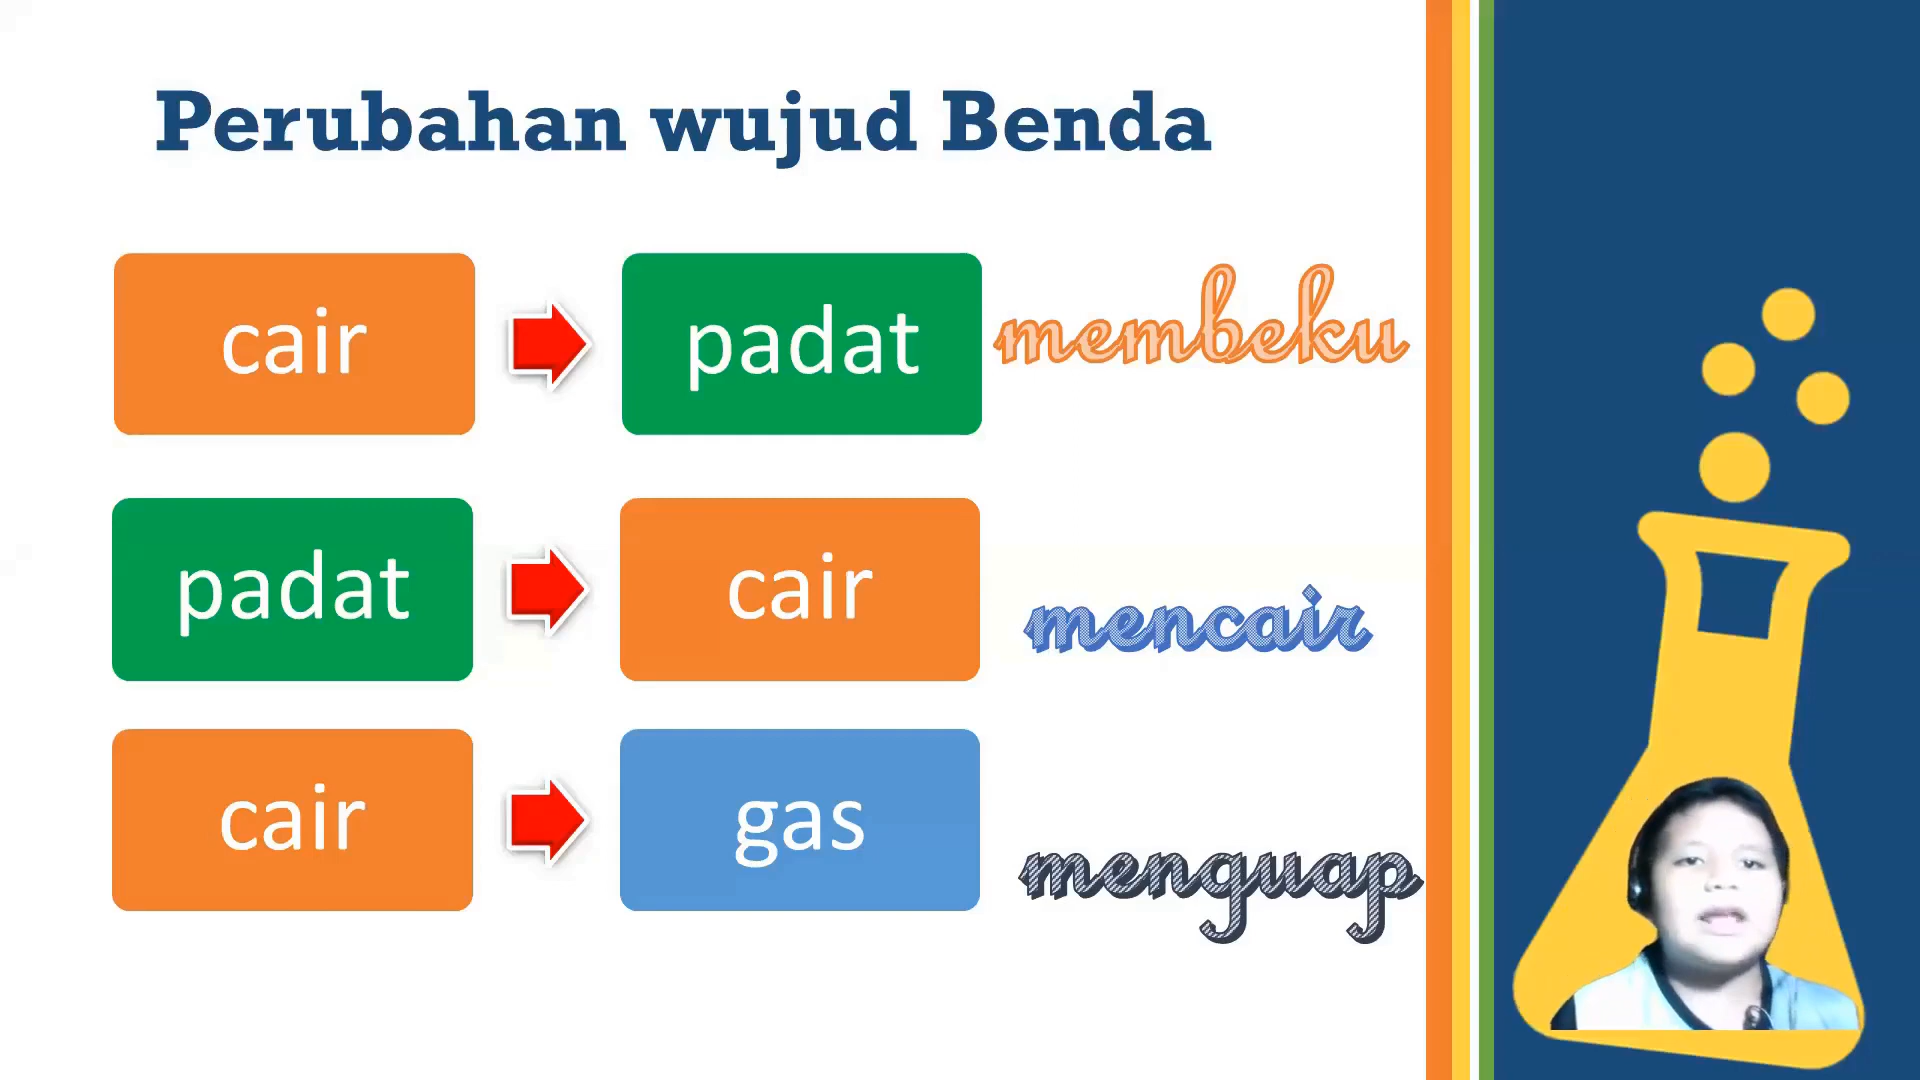 Perubahan wujud Benda
cair padat membeku
padat cair mencair
cair gas menguap